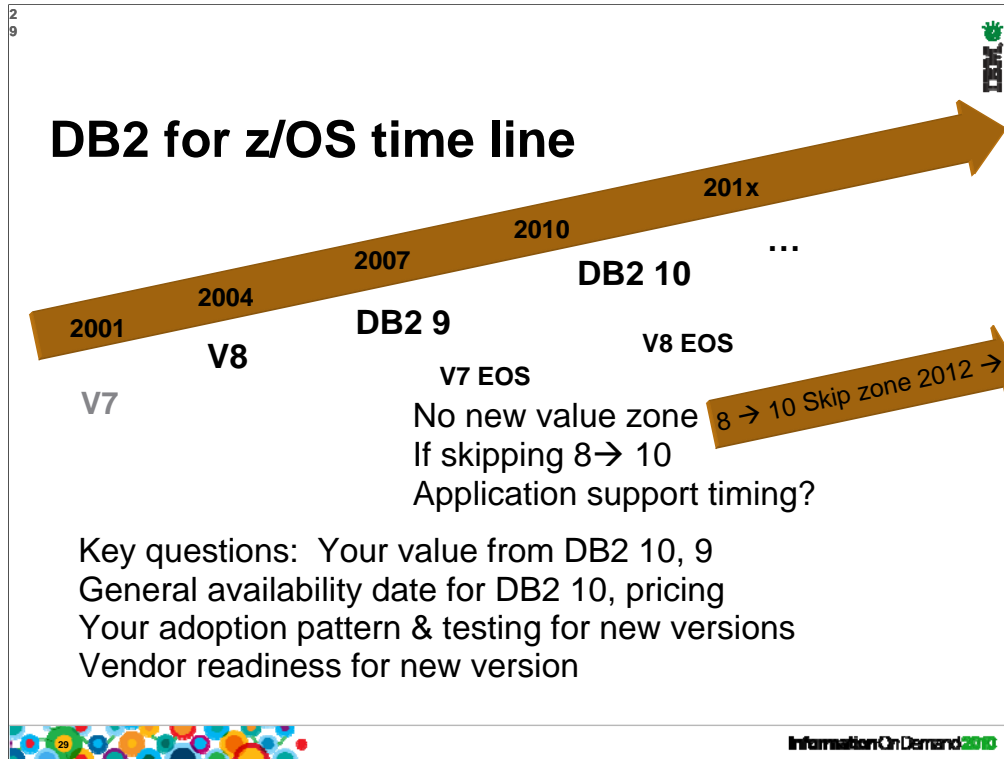 2
9
IBM
DB2 for z/OS time line
201x
2010
...
2007
DB2 10
2004
DB2 9
2001
V8
V8 EOS
V7 EOS
V7
8 → 10 Skip zone 2012 →
No new value zone
If skipping 8→ 10
Application support timing?
Key questions: Your value from DB2 10, 9
General availability date for DB2 10, pricing
Your adoption pattern & testing for new versions
Vendor readiness for new version
29
Information On Demand 2010